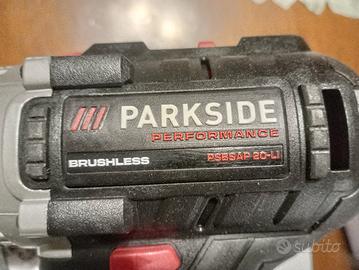 PARKSIDE
PERFORMANCE
BRUSHLESS
PSBSAP 20-LI
subito